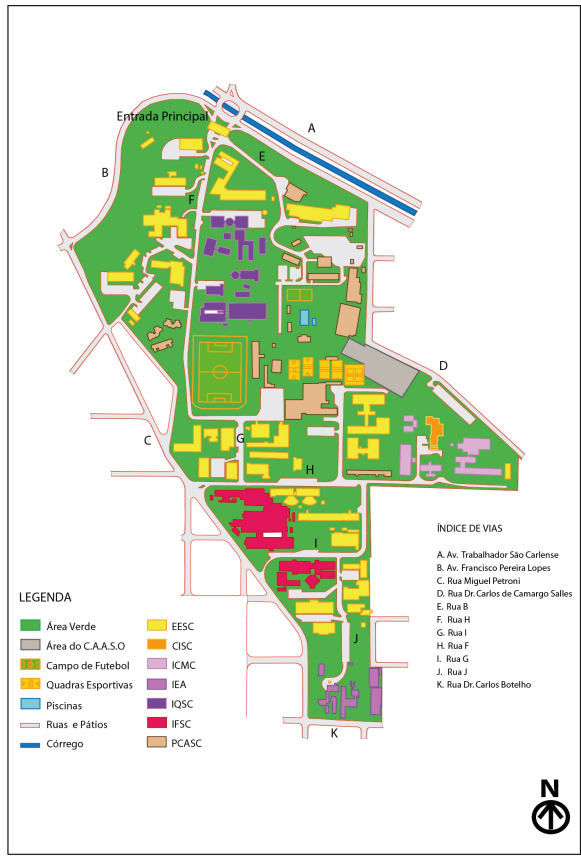 Entrada Principal
A
E
B
F
D
G
C
H
I
J
K
ÍNDICE DE VIAS
A. Av. Trabalhador São Carlense
B. Av. Francisco Pereira Lopes
C. Rua Miguel Petroni
D. Rua Dr. Carlos de Camargo Salles
E. Rua B
F. Rua H
G. Rua I
H. Rua F
I. Rua G
J. Rua J
K. Rua Dr. Carlos Botelho
LEGENDA
Área Verde
Área do C.A.A.S.O
Campo de Futebol
Quadras Esportivas
Piscinas
Ruas e Pátios
Córrego
EESC
CISC
ICMC
IEA
IQSC
IFSC
PCASC
N